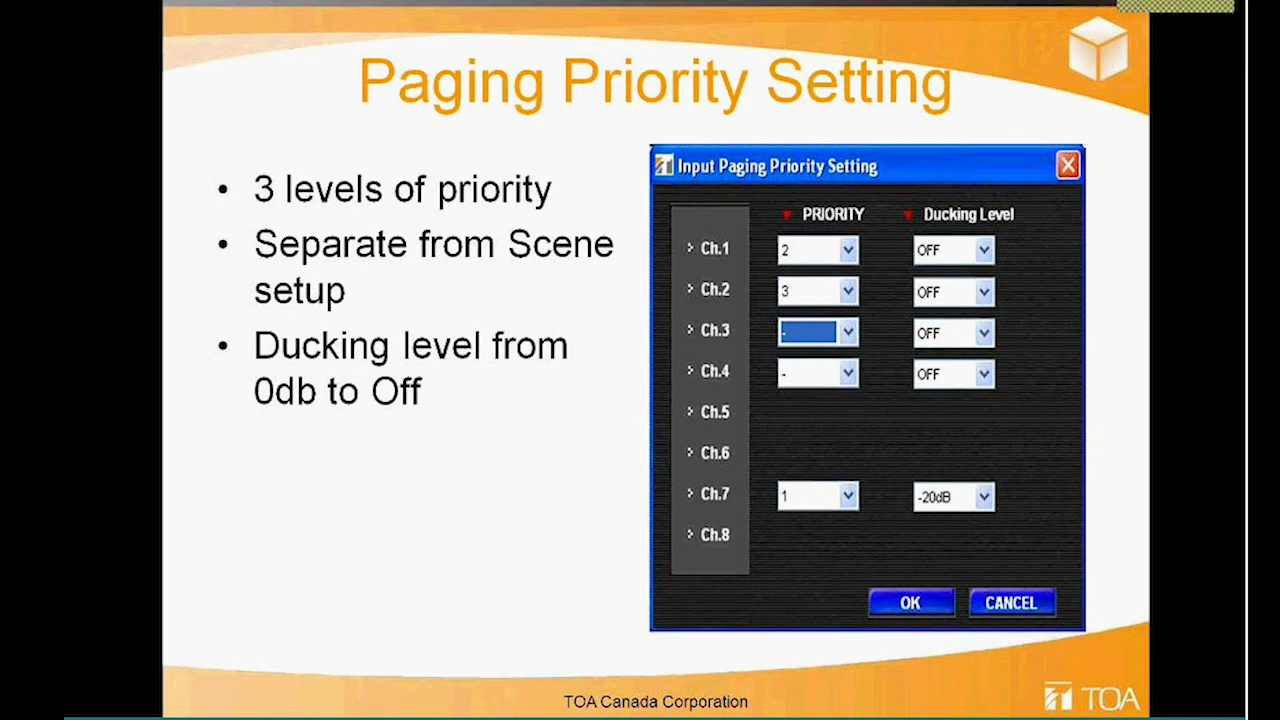 Paging Priority Setting
• 3 levels of priority
• Separate from Scene
setup
• Ducking level from
0db to Off
Input Paging Priority Setting
PRIORITY Ducking Level
Ch.1 2 OFF
Ch.2 3 OFF
Ch.3 - OFF
Ch.4 - OFF
Ch.5
Ch.6
Ch.7 1 -20dB
Ch.8
OK CANCEL
TOA Canada Corporation
TOA